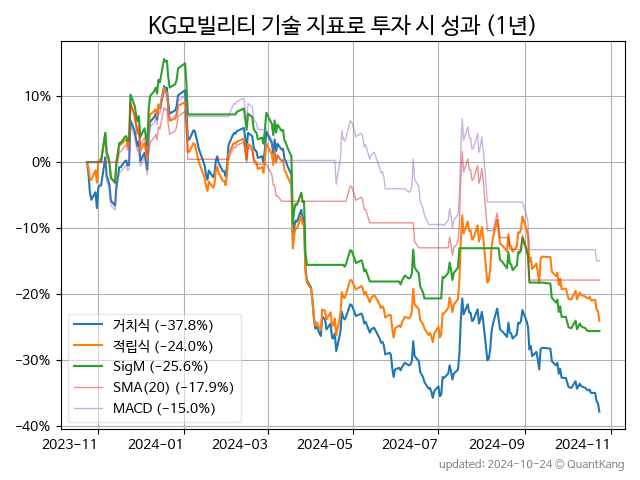 KG모빌리티 기술 지표로 투자 시 성과 (1년)
10%
0%
−10%
−20%
−30%
−40%
거치식 (−37.8%)
적립식 (−24.0%)
SigM (−25.6%)
SMA(20) (−17.9%)
MACD (−15.0%)
2023−11
2024−01
2024−03
2024−05
2024−07
2024−09
2024−11
updated: 2024-10-24 © QuantKang